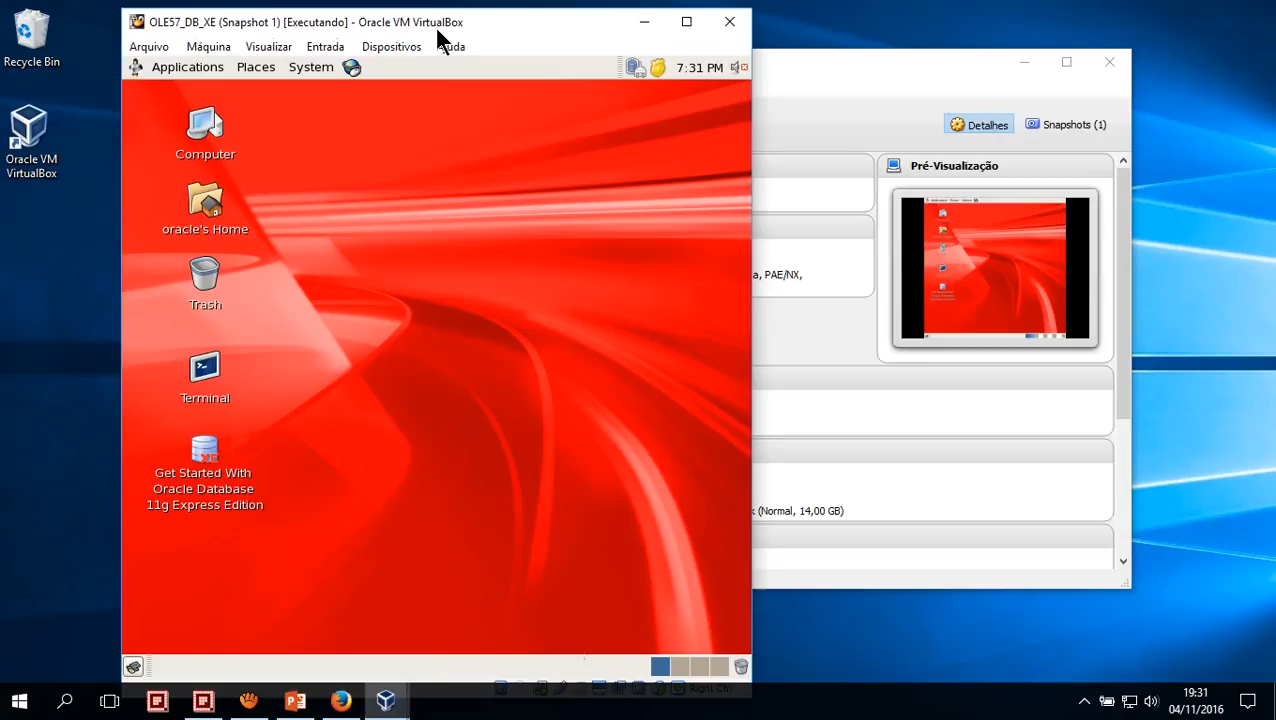 Recycle Bin
Oracle VM
VirtualBox
OLE57_DB_XE (Snapshot 1) [Executando] - Oracle VM VirtualBox
Arquivo Máquina Visualizar Entrada Dispositivos
Applications Places System 7:31 PM
Computer
oracle's Home
Trash
Terminal
Get Started With
Oracle Database
11g Express Edition
Detalhes Snapshots (1)
Pré-Visualização
PAE/NX,
(Normal, 14,00 GB)
Right Ctrl
19:31
04/11/2016